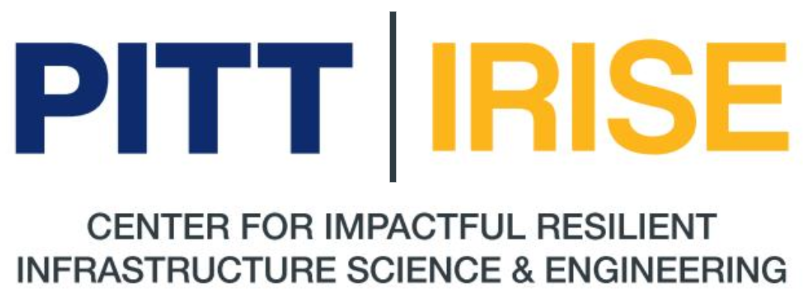 PITT | IRISE
CENTER FOR IMPACTFUL RESILIENT
INFRASTRUCTURE SCIENCE & ENGINEERING